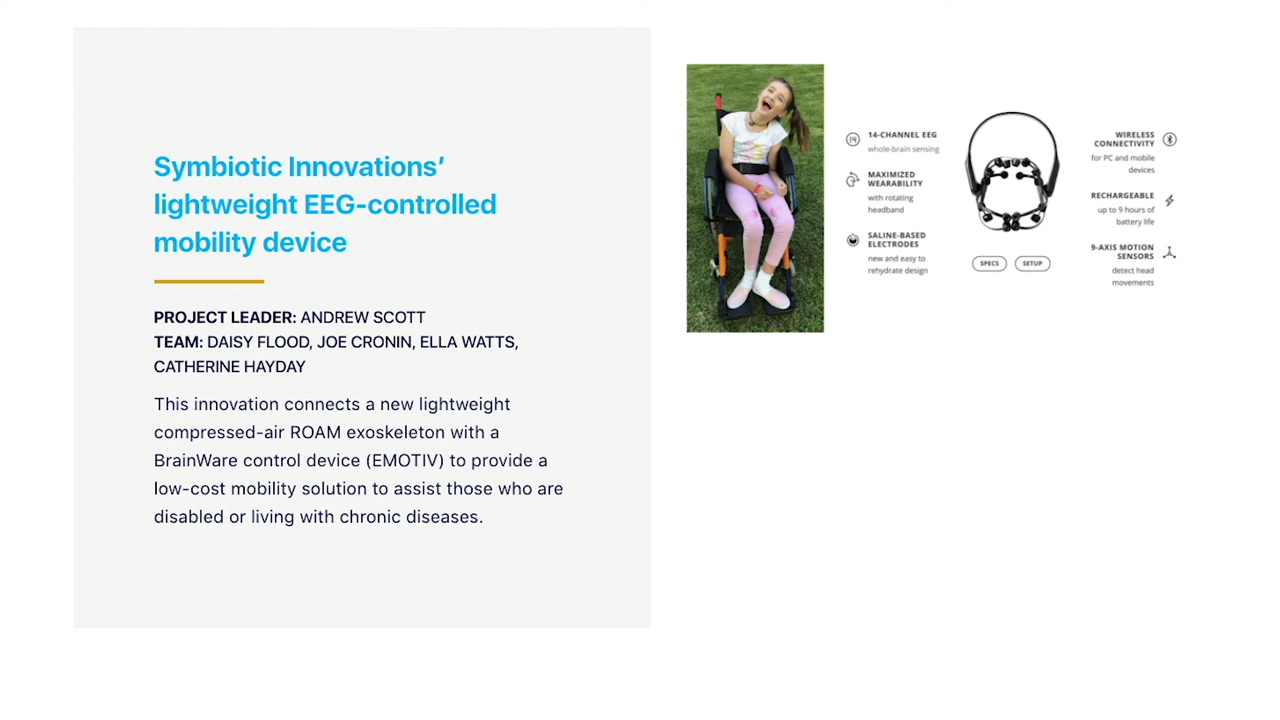 Symbiotic Innovations’
lightweight EEG-controlled
mobility device
PROJECT LEADER: ANDREW SCOTT
TEAM: DAISY FLOOD, JOE CRONIN, ELLA WATTS,
CATHERINE HAYDAY
This innovation connects a new lightweight
compressed-air ROAM exoskeleton with a
BrainWare control device (EMOTIV) to provide a
low-cost mobility solution to assist those who are
disabled or living with chronic diseases.
14
14-CHANNEL EEG
whole-brain sensing
MAXIMIZED
WEARABILITY
with rotating
headband
SALINE-BASED
ELECTRODES
new and easy to
rehydrate design
SPECS
SETUP
WIRELESS
CONNECTIVITY
for PC and mobile
devices
RECHARGEABLE
up to 9 hours of
battery life
9-AXIS MOTION
SENSORS
detect head
movements